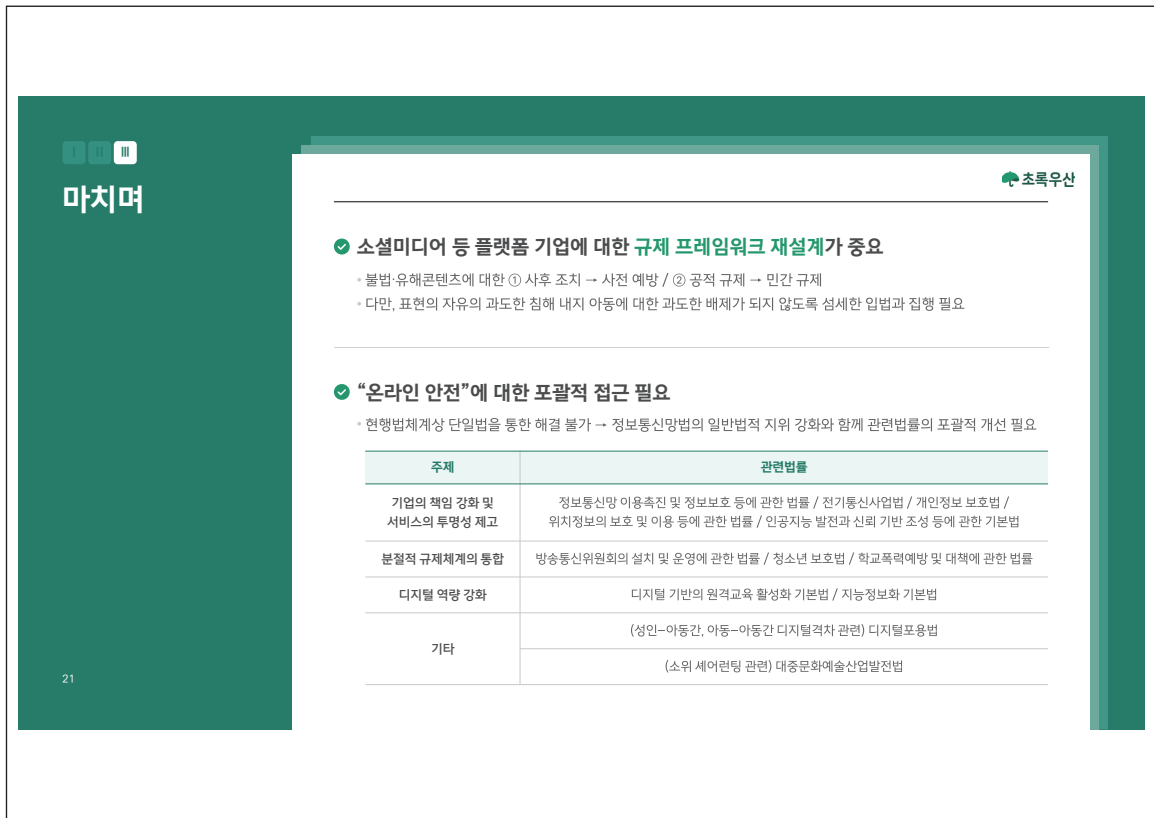 I II III
마치며
초록우산
소셜미디어 등 플랫폼 기업에 대한 규제 프레임워크 재설계가 중요
• 불법·유해콘텐츠에 대한 ① 사후 조치 → 사전 예방 / ② 공적 규제 → 민간 규제
• 다만, 표현의 자유의 과도한 침해 내지 아동에 대한 과도한 배제가 되지 않도록 섬세한 입법과 집행 필요
“온라인 안전”에 대한 포괄적 접근 필요
• 현행법체계상 단일법을 통한 해결 불가 → 정보통신망법의 일반법적 지위 강화와 함께 관련법률의 포괄적 개선 필요
주제 관련법률
기업의 책임 강화 및
서비스의 투명성 제고
정보통신망 이용촉진 및 정보보호 등에 관한 법률 / 전기통신사업법 / 개인정보 보호법 /
위치정보의 보호 및 이용 등에 관한 법률 / 인공지능 발전과 신뢰 기반 조성 등에 관한 기본법
분절적 규제체계의 통합 방송통신위원회의 설치 및 운영에 관한 법률 / 청소년 보호법 / 학교폭력예방 및 대책에 관한 법률
디지털 역량 강화 디지털 기반의 원격교육 활성화 기본법 / 지능정보화 기본법
기타
(성인–아동간, 아동–아동간 디지털격차 관련) 디지털포용법
(소위 셰어런팅 관련) 대중문화예술산업발전법
21